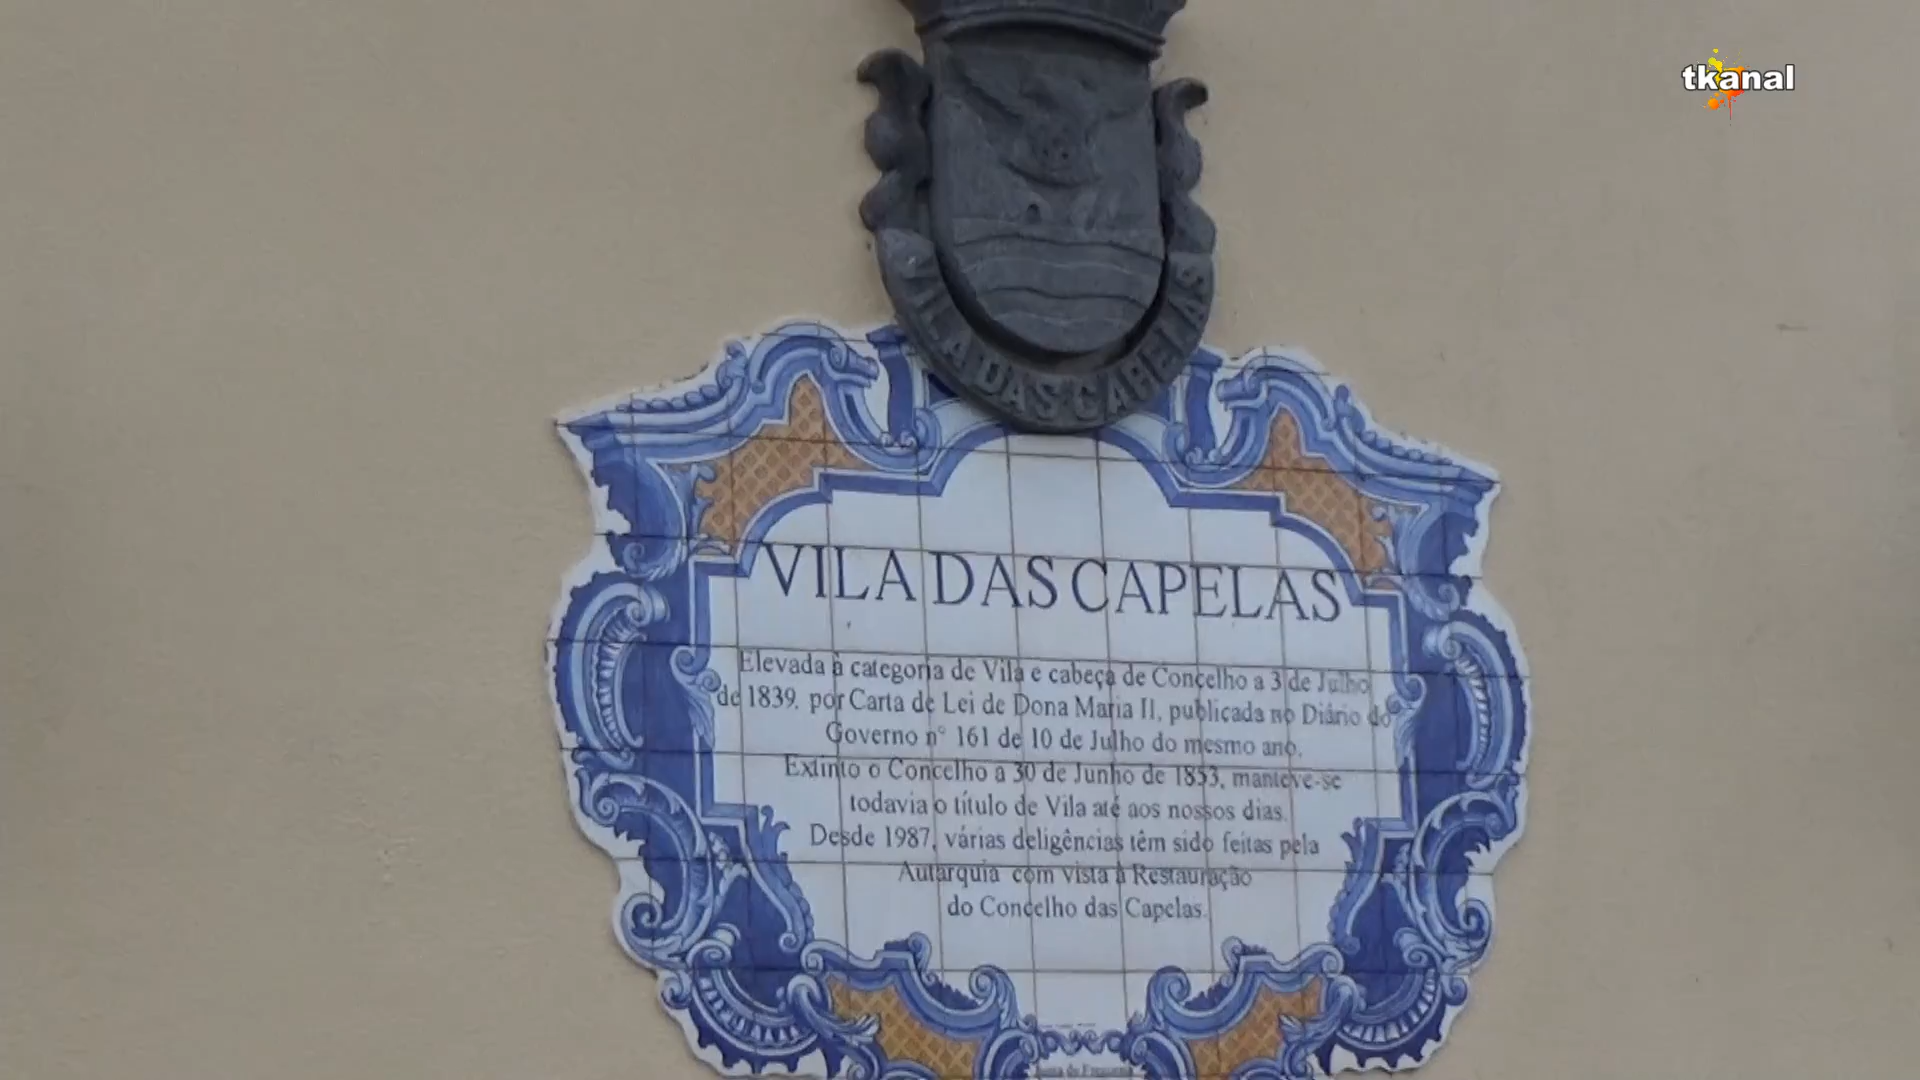 tkanal
VILA DAS CAPELAS
VILA DAS CAPELAS
Elevada à categoria de Vila e cabeça de Concelho a 3 de Julho
de 1839, por Carta de Lei de Dona Maria II, publicada no Diário do
Governo nº 161 de 10 de Julho do mesmo ano.
Extinto o Concelho a 30 de Junho de 1853, manteve-se
todavia o título de Vila até aos nossos dias.
Desde 1987, várias deligências têm sido feitas pela
Autarquia com vista à Restauração
do Concelho das Capelas.